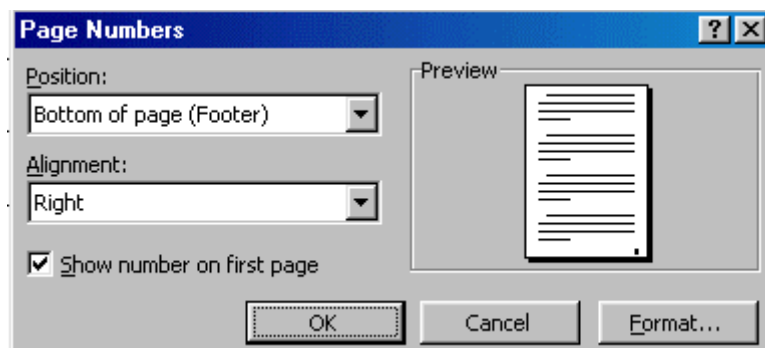 Page Numbers
Position:
Bottom of page (Footer)
Alignment:
Right
Show number on first page
Preview
OK
Cancel
Format...